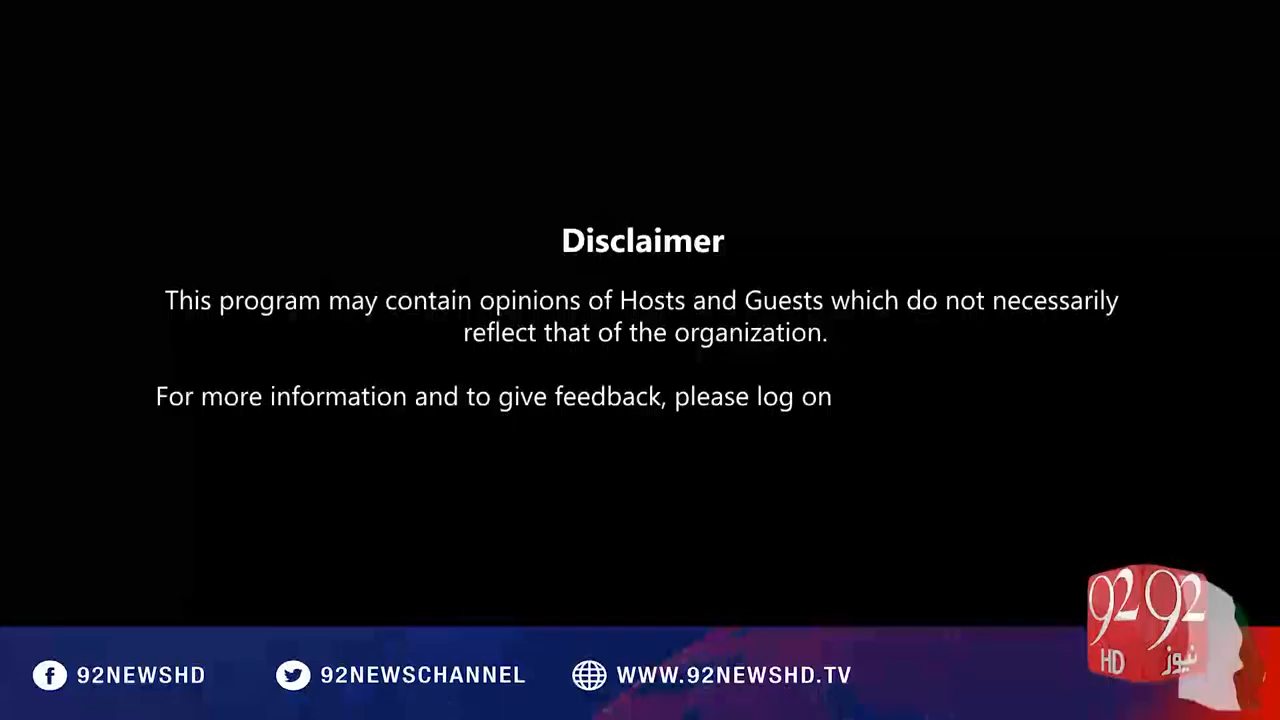 Disclaimer
This program may contain opinions of Hosts and Guests which do not necessarily
reflect that of the organization.
For more information and to give feedback, please log on
92 92
HD نیوز
92NEWSHD
92NEWSCHANNEL
WWW.92NEWSHD.TV